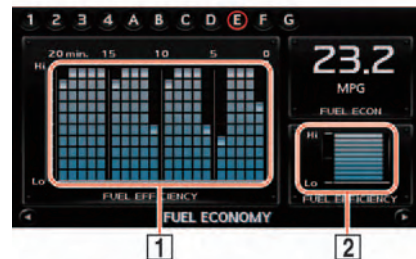 1 2 3 4 A B C D E F G
20 min. 15 10 5 0
Hi
Lo
FUEL EFFICIENCY
23.2
MPG
FUEL ECON
Hi
Lo
FUEL EFFICIENCY
FUEL ECONOMY
1
2